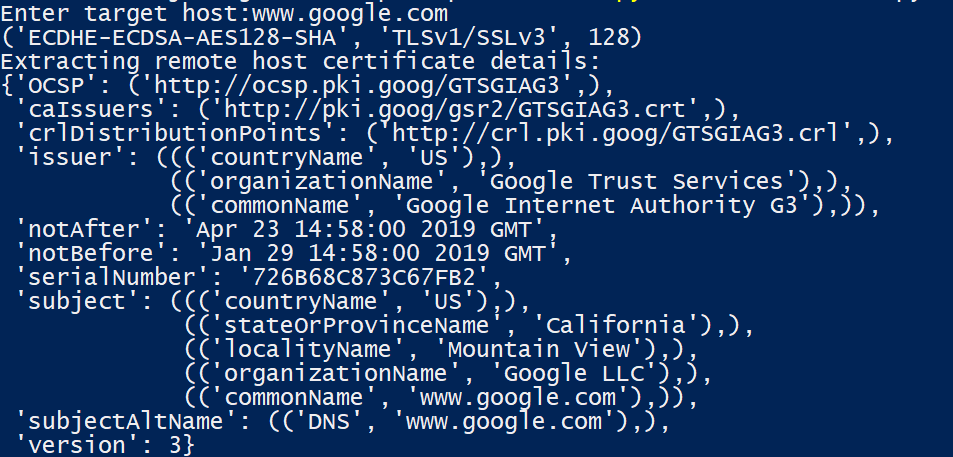 Enter target host:www.google.com
('ECDHE-ECDSA-AES128-SHA', 'TLSv1/SSLv3', 128)
Extracting remote host certificate details:
{'OCSP': ('http://ocsp.pki.goog/GTSGIAG3',),
 'caIssuers': ('http://pki.goog/gsr2/GTSGIAG3.crt',),
 'crlDistributionPoints': ('http://crl.pki.goog/GTSGIAG3.crl',),
 'issuer': ((('countryName', 'US'),),
            (('organizationName', 'Google Trust Services'),),
            (('commonName', 'Google Internet Authority G3'),)),
 'notAfter': 'Apr 23 14:58:00 2019 GMT',
 'notBefore': 'Jan 29 14:58:00 2019 GMT',
 'serialNumber': '726B68C873C67FB2',
 'subject': ((('countryName', 'US'),),
             (('stateOrProvinceName', 'California'),),
             (('localityName', 'Mountain View'),),
             (('organizationName', 'Google LLC'),),
             (('commonName', 'www.google.com'),)),
 'subjectAltName': (('DNS', 'www.google.com'),),
 'version': 3}